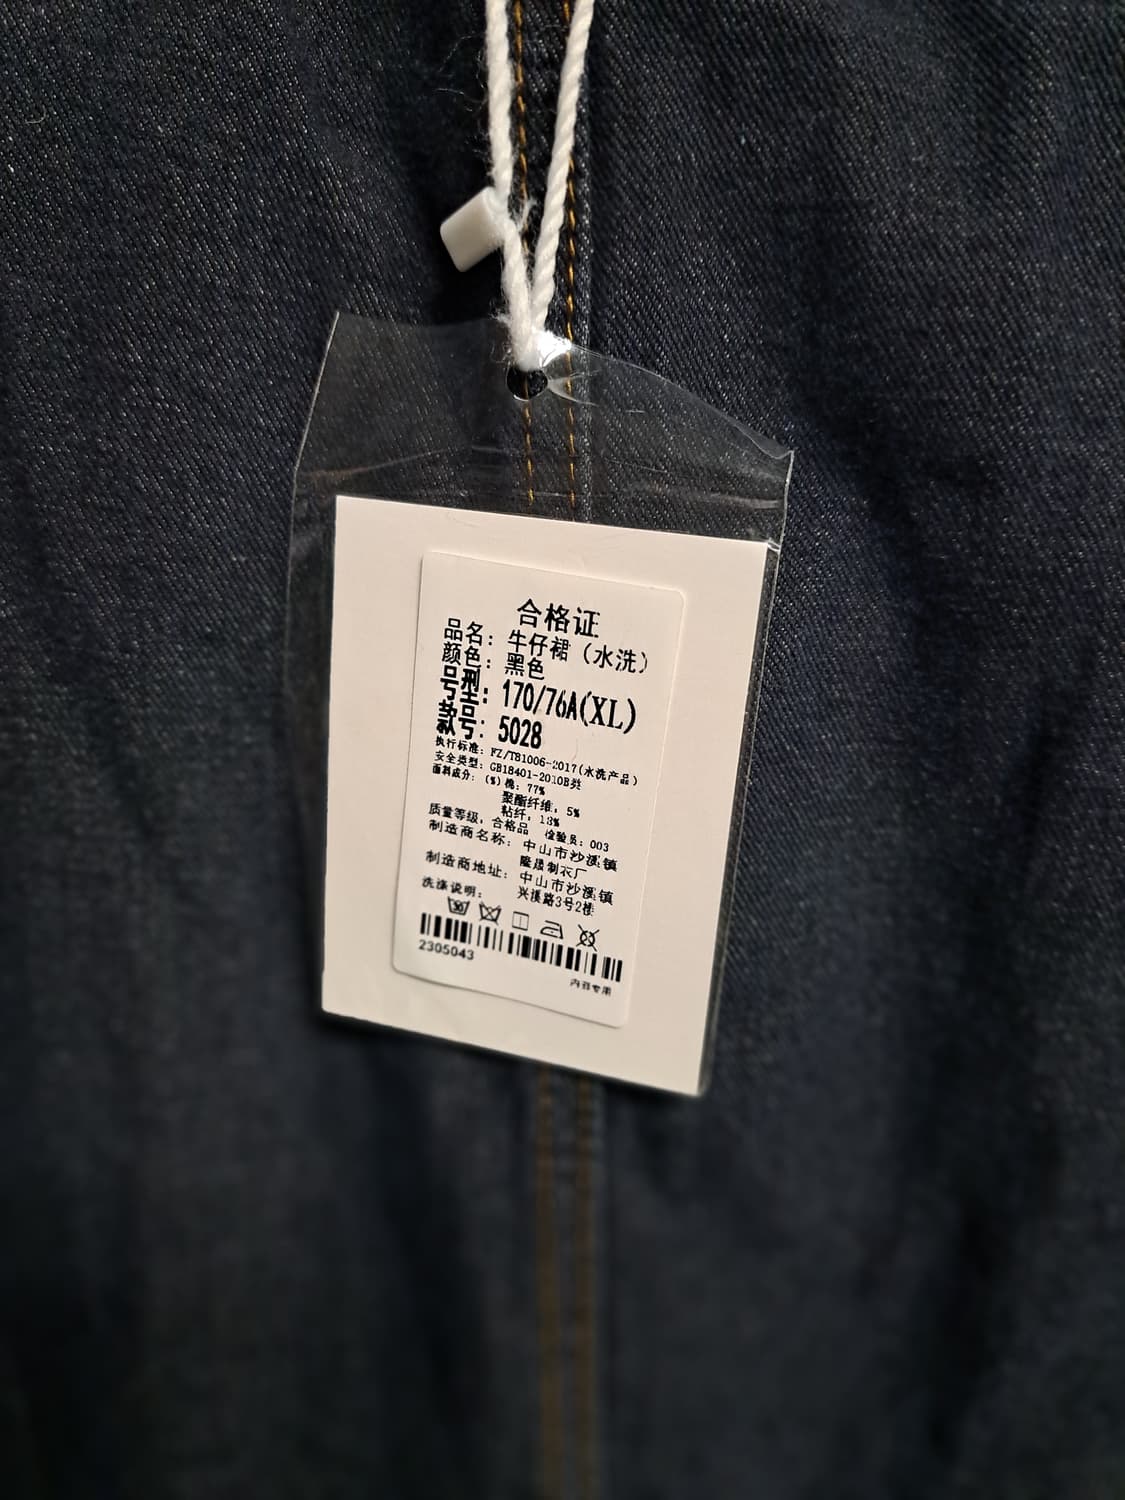 合格证
品名：牛仔裙（水洗）
颜色：黑色
号型：170/76A(XL)
款号：5028
执行标准：FZ/T81006-2017(水洗产品)
安全类型：GB18401-2010B类
面料成分：(%)棉：77%
聚酯纤维，5%
粘纤，18%
质量等级，合格品 检验员：003
制造商名称：中山市沙溪镇
隆晟制衣厂
制造商地址：中山市沙溪镇
兴溪路3号2楼
洗涤说明：
2305043
内部专用